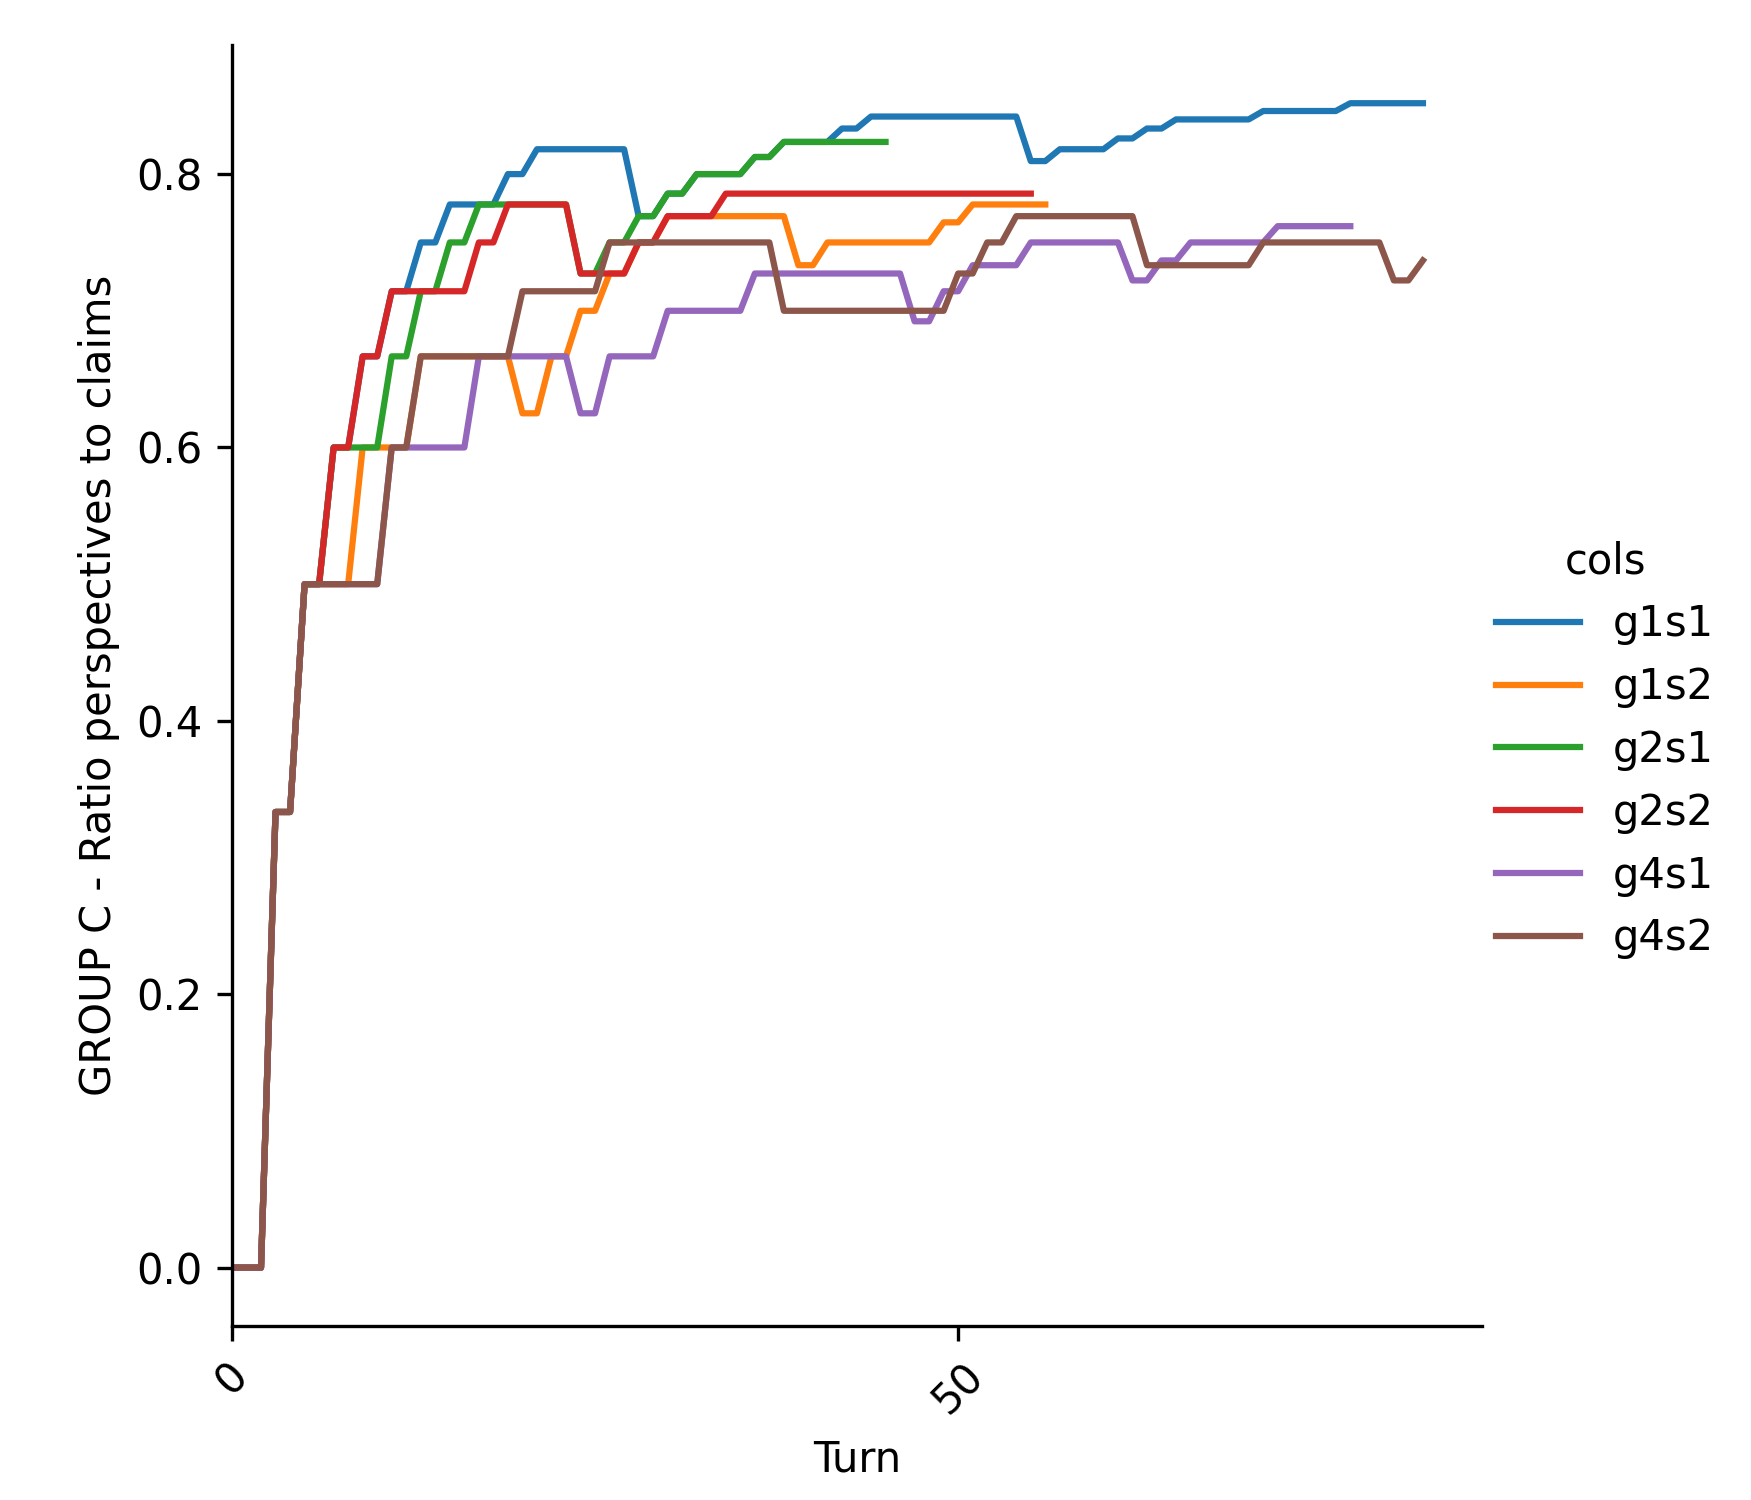 GROUP C - Ratio perspectives to claims
0.8
0.6
0.4
0.2
0.0
0
50
Turn
cols
g1s1
g1s2
g2s1
g2s2
g4s1
g4s2